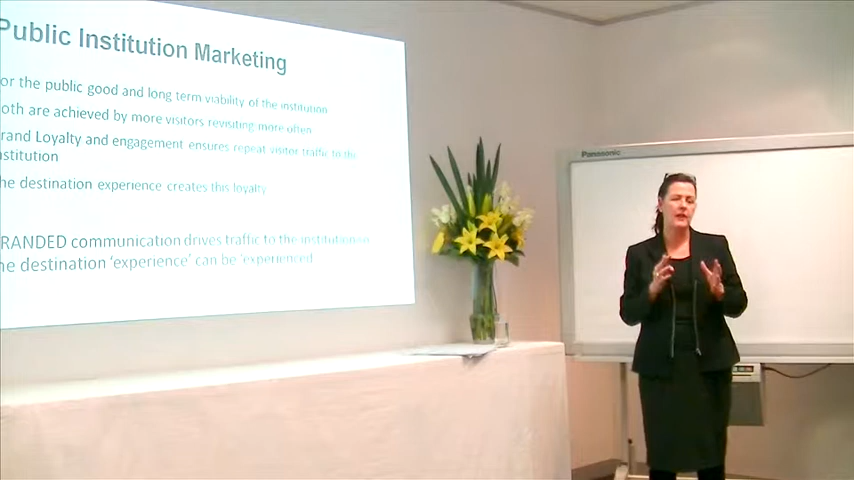 Public Institution Marketing
or the public good and long term viability of the institution
oth are achieved by more visitors revisiting more often
rand Loyalty and engagement ensures repeat visitor traffic to the
nstitution
he destination experience creates this loyalty
RANDED communication drives traffic to the institution so
he destination 'experience' can be 'experienced
Panasonic